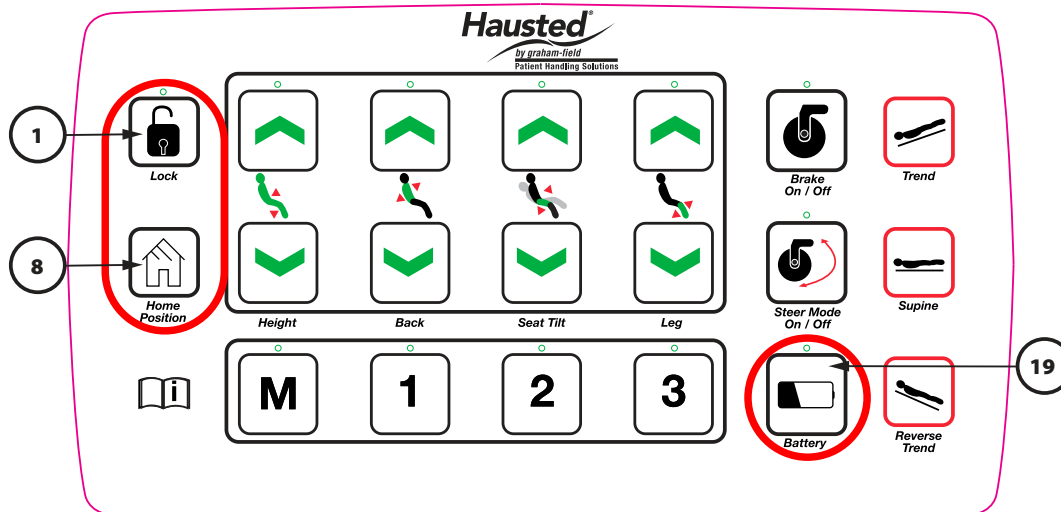 Hausted®
by graham-field
Patient Handling Solutions
1
Lock
Brake
On / Off
Trend
8
Home
Position
Steer Mode
On / Off
Supine
Height
Back
Seat Tilt
Leg
19
i
M
1
2
3
Battery
Reverse
Trend